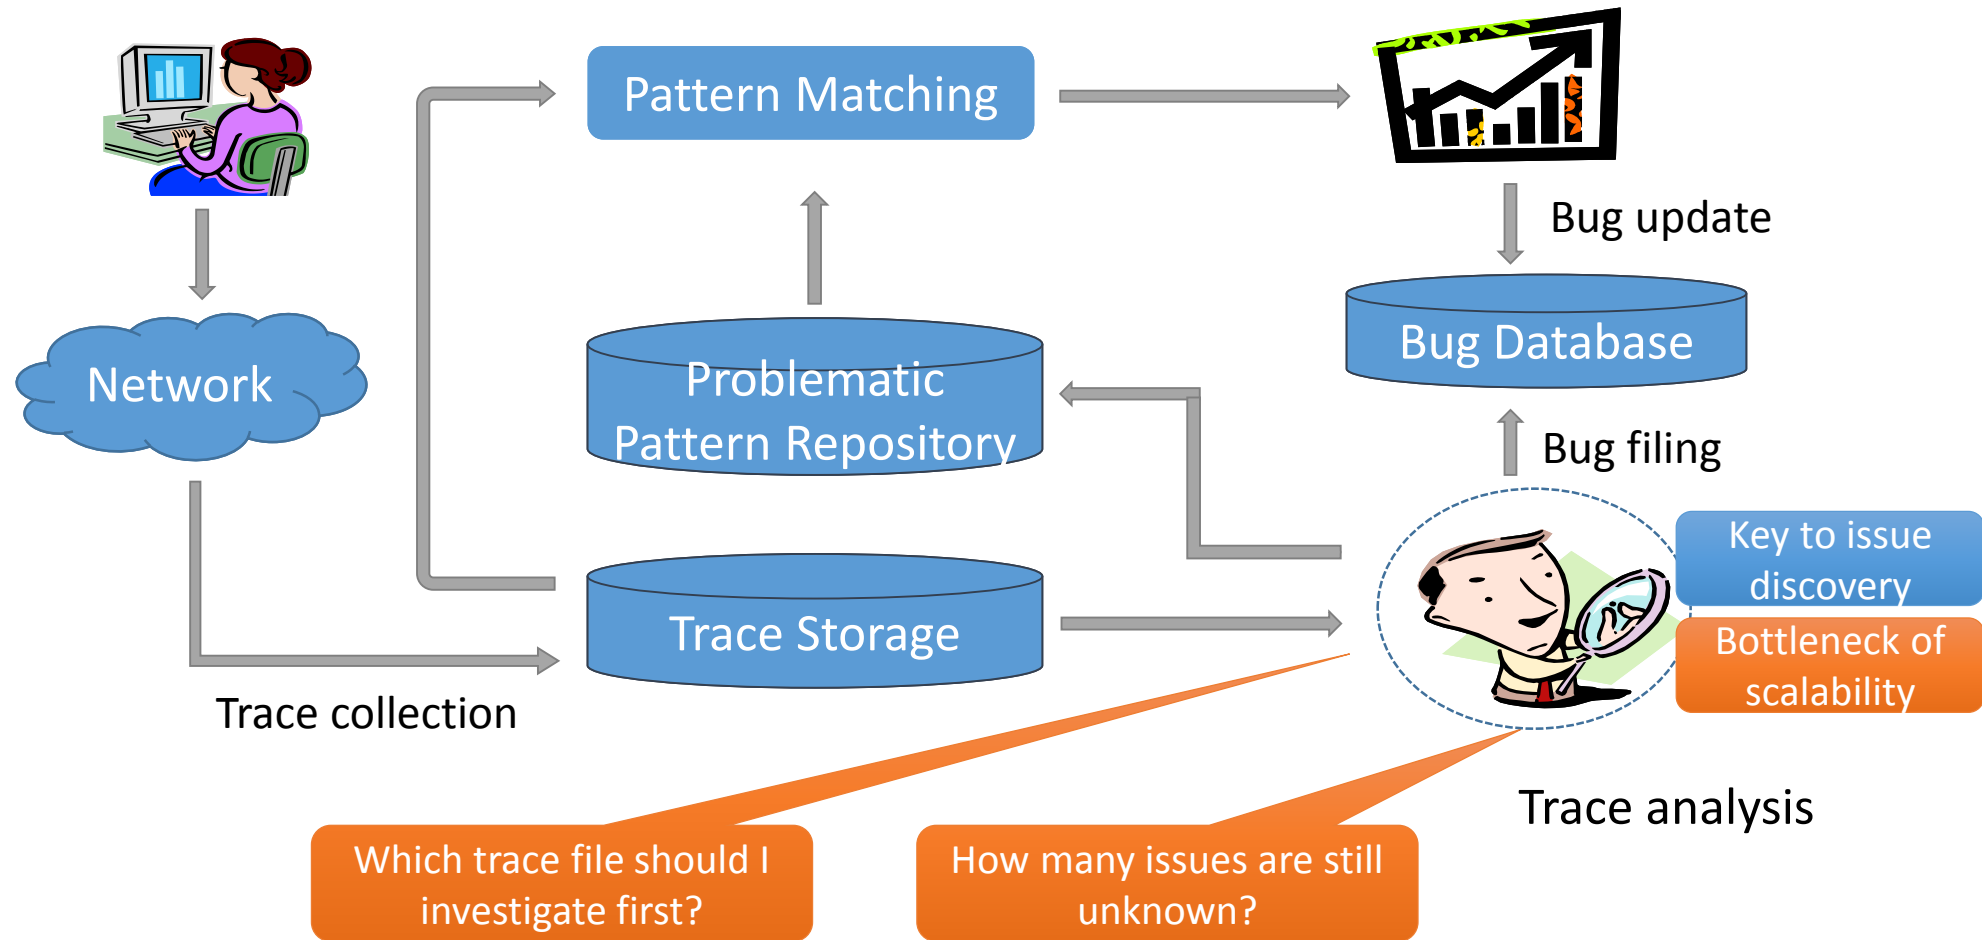 Pattern Matching
Bug update
Bug Database
Network
Problematic
Pattern Repository
Bug filing
Key to issue
discovery
Trace Storage
Bottleneck of
scalability
Trace collection
Trace analysis
Which trace file should I
investigate first?
How many issues are still
unknown?